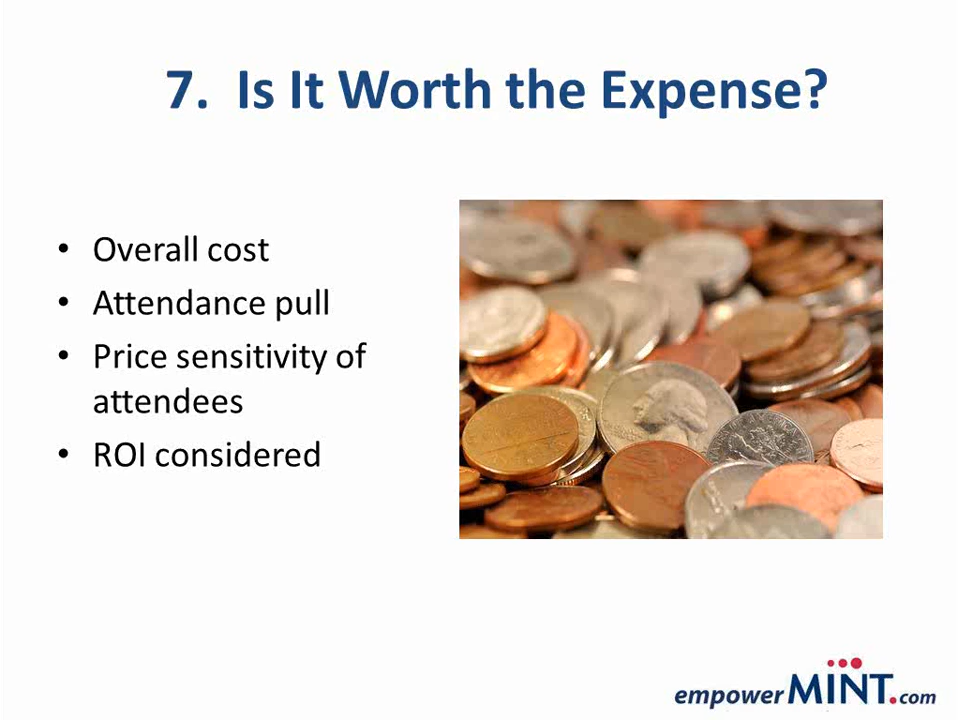 7. Is It Worth the Expense?
• Overall cost
• Attendance pull
• Price sensitivity of
attendees
• ROI considered
empowerMINT.com